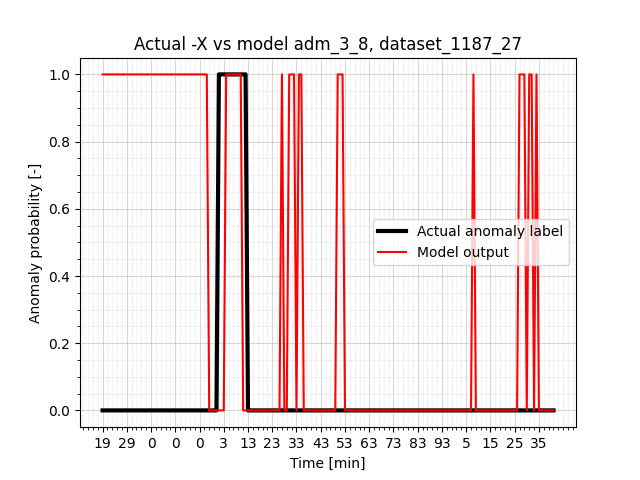 Actual -X vs model adm_3_8, dataset_1187_27
1.0
0.8
0.6
0.4
0.2
0.0
Anomaly probability [-]
Actual anomaly label
Model output
19 29 0 0 0 3 13 23 33 43 53 63 73 83 93 5 15 25 35
Time [min]